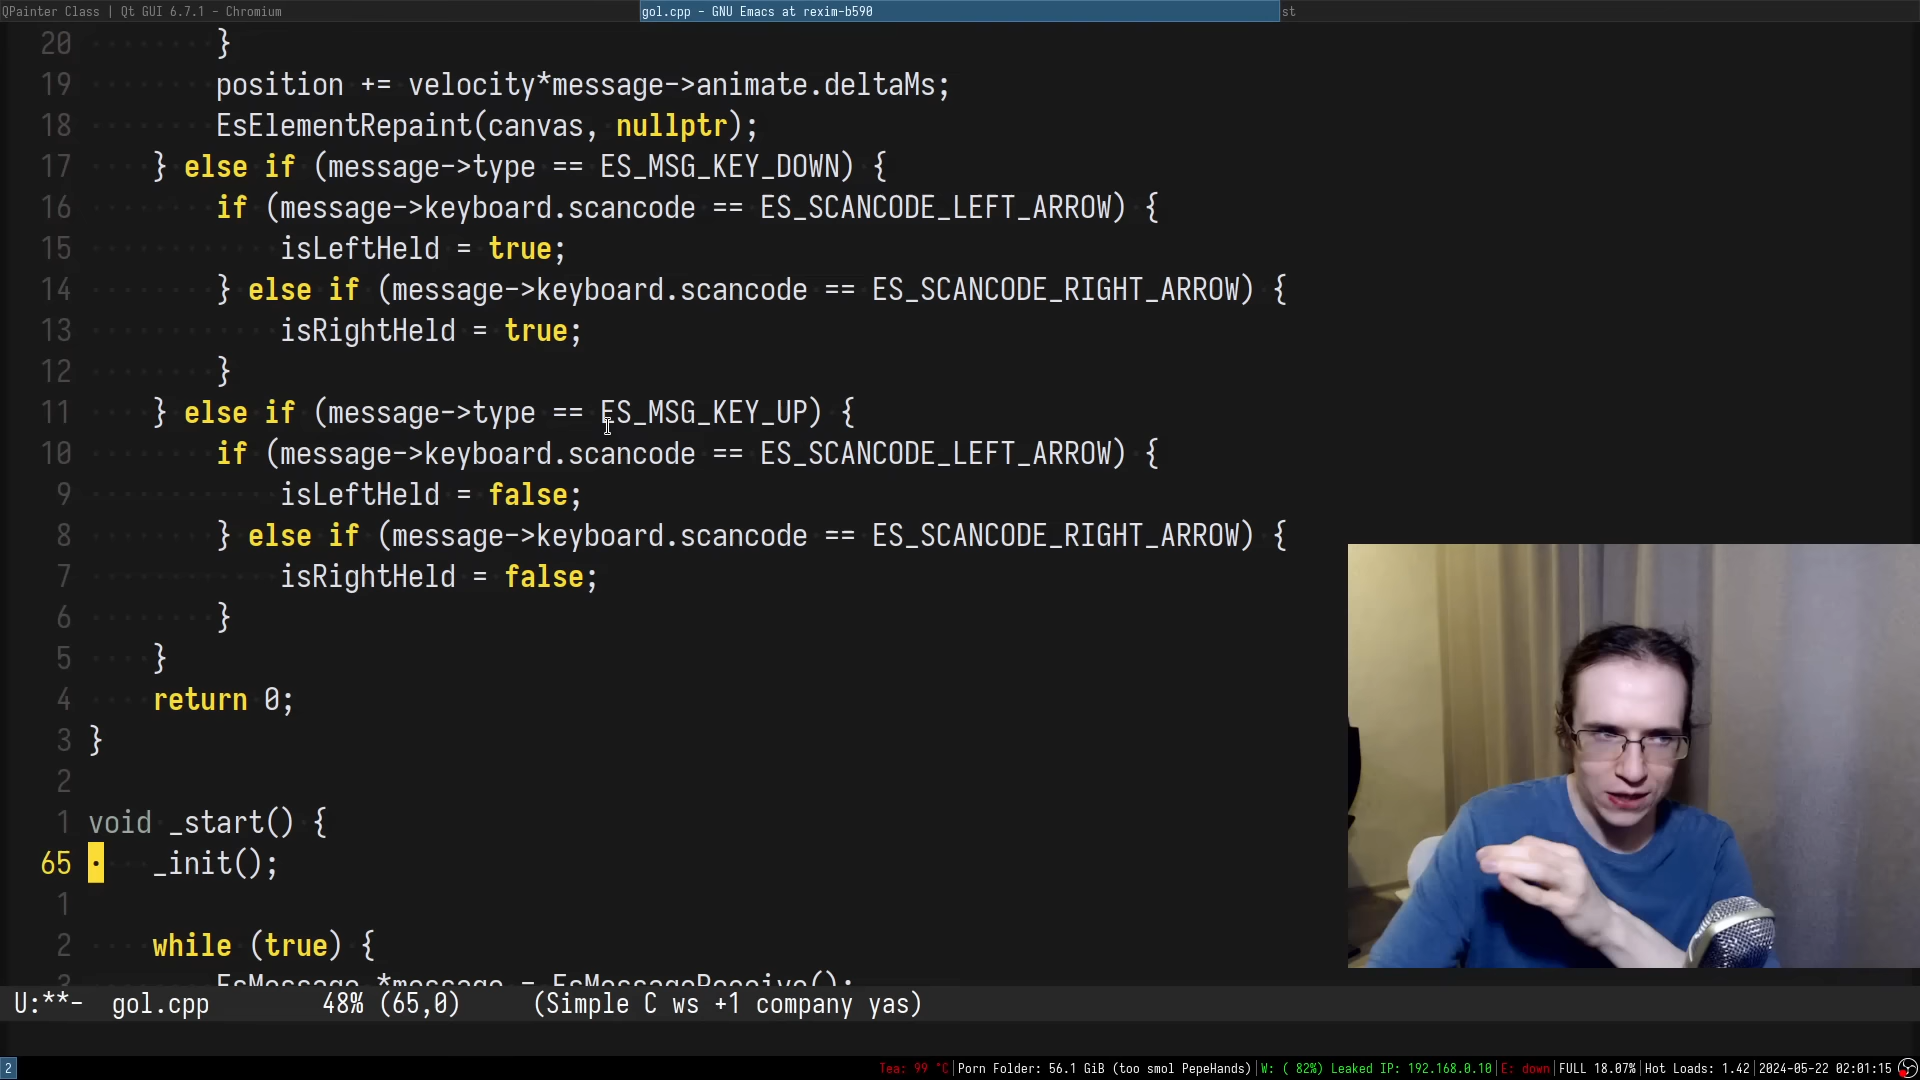 QPainter Class | Qt GUI 6.7.1 - Chromium
gol.cpp - GNU Emacs at rexim-b590
st
20 }
19 position += velocity*message->animate.deltaMs;
18 EsElementRepaint(canvas, nullptr);
17 } else if (message->type == ES_MSG_KEY_DOWN) {
16 if (message->keyboard.scancode == ES_SCANCODE_LEFT_ARROW) {
15 isLeftHeld = true;
14 } else if (message->keyboard.scancode == ES_SCANCODE_RIGHT_ARROW) {
13 isRightHeld = true;
12 }
11 } else if (message->type == ES_MSG_KEY_UP) {
10 if (message->keyboard.scancode == ES_SCANCODE_LEFT_ARROW) {
9 isLeftHeld = false;
8 } else if (message->keyboard.scancode == ES_SCANCODE_RIGHT_ARROW) {
7 isRightHeld = false;
6 }
5 }
4 return 0;
3 }
2
1 void _start() {
65 _init();
1
2 while (true) {
3 EsMessage *message = EsMessageReceive();
U:**- gol.cpp 48% (65,0) (Simple C ws +1 company yas)
2
Tea: 99 °C|Porn Folder: 56.1 GiB (too smol PepeHands)|W: ( 82%) Leaked IP: 192.168.0.10|E: down|FULL 18.07%|Hot Loads: 1.42|2024-05-22 02:01:15